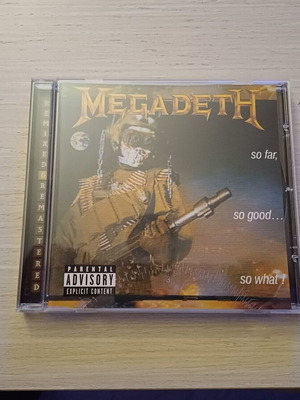 MEGADETH
so far,
so good...
so what!
PARENTAL
ADVISORY
EXPLICIT CONTENT
REMIXED & REMASTERED